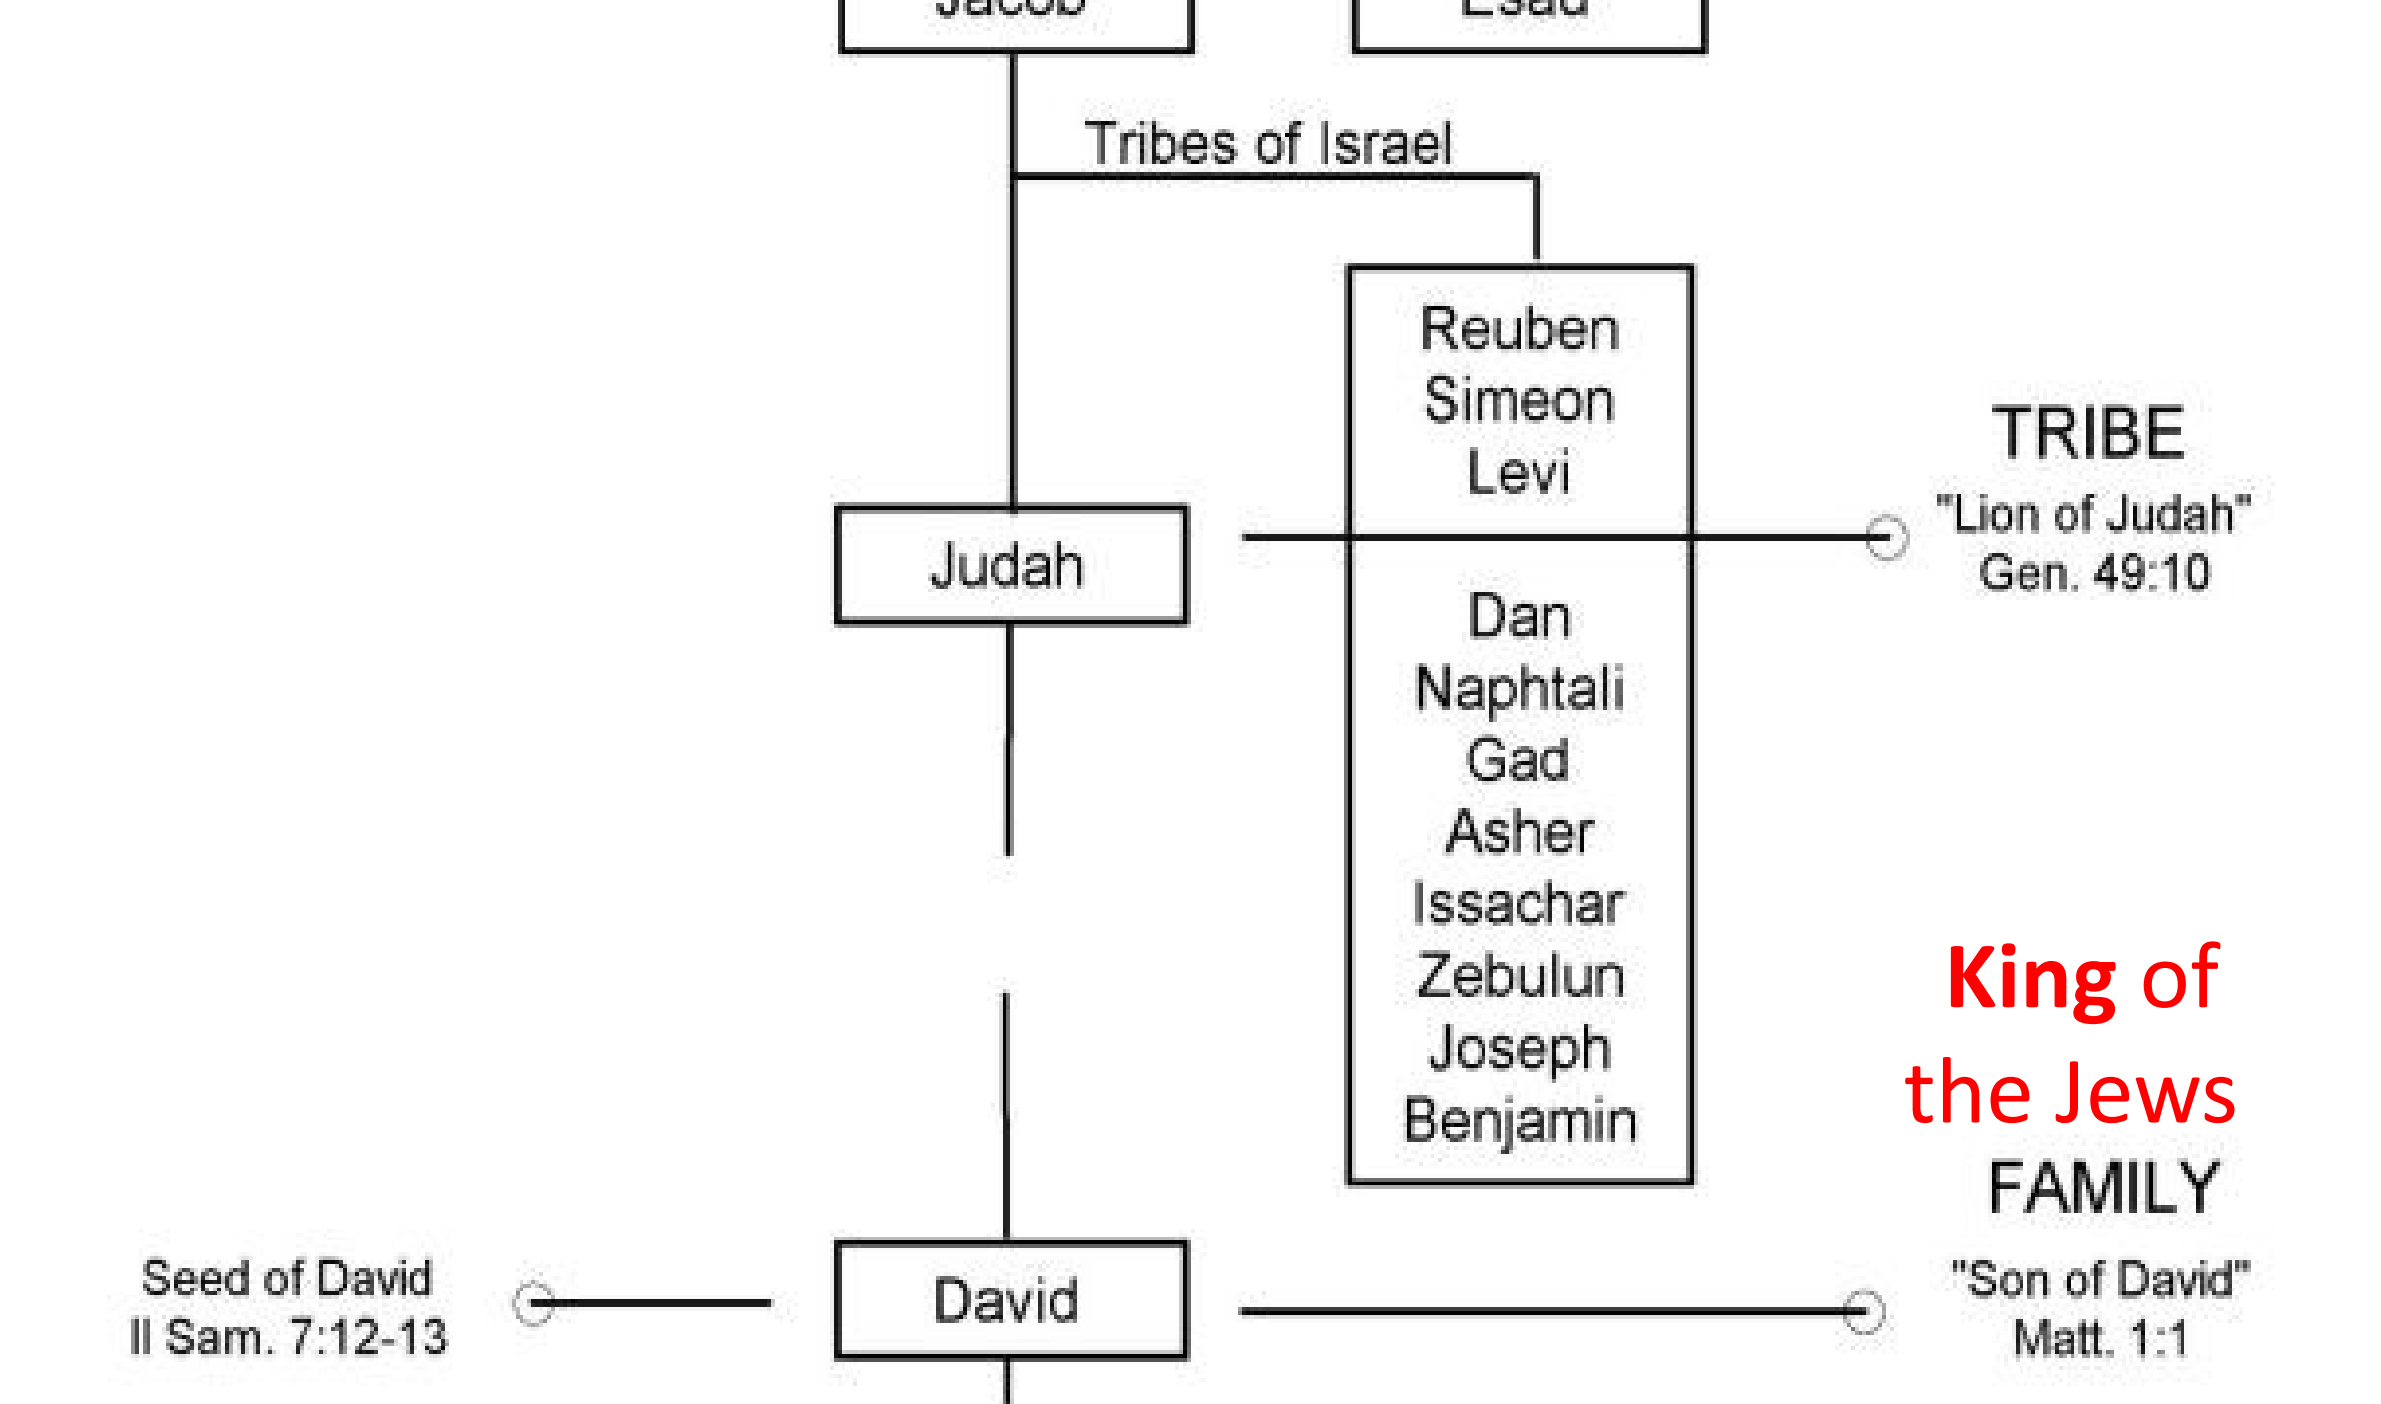 Jacob
Esau
Tribes of Israel
Reuben
Simeon
Levi
TRIBE
"Lion of Judah"
Gen. 49:10
Judah
Dan
Naphtali
Gad
Asher
Issachar
Zebulun
Joseph
Benjamin
King of
the Jews
FAMILY
"Son of David"
Matt. 1:1
David
Seed of David
II Sam. 7:12-13